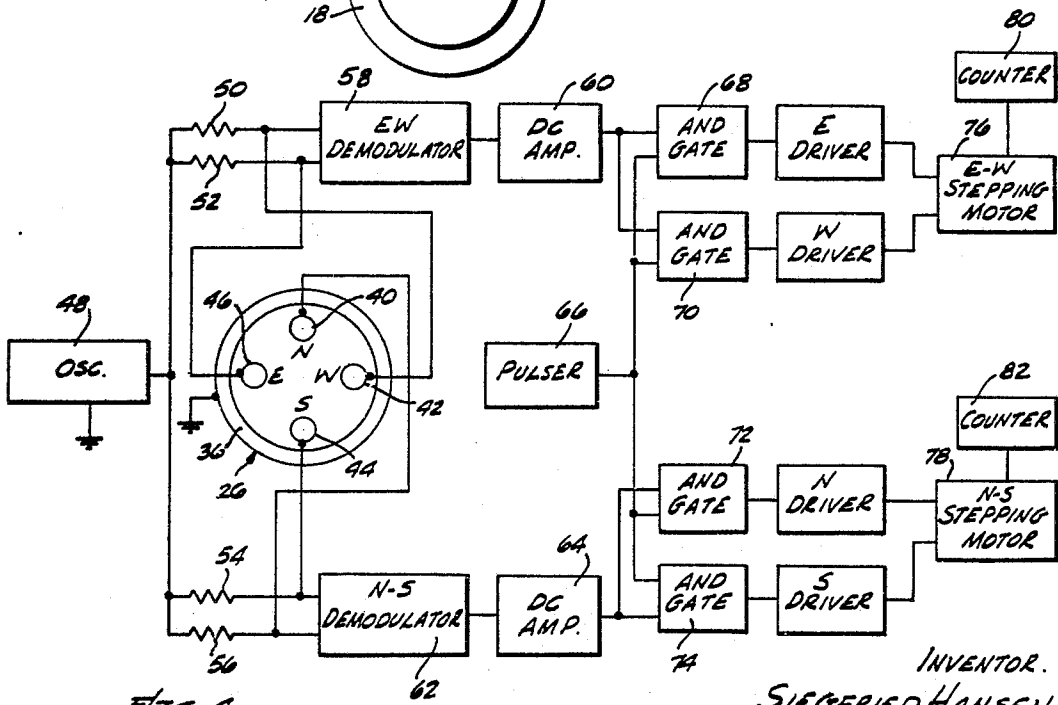 18
80
COUNTER
50
58
60
68
EW
DEMODULATOR
DC
AMP.
AND
GATE
E
DRIVER
76
E-W
STEPPING
MOTOR
52
AND
GATE
W
DRIVER
70
48
OSC.
46
40
N
E
W
42
S
36
44
26
66
PULSER
82
COUNTER
72
AND
GATE
N
DRIVER
78
N-S
STEPPING
MOTOR
54
N-S
DEMODULATOR
64
DC
AMP.
AND
GATE
S
DRIVER
56
62
74
INVENTOR.
SIEGFRIED HANSEN